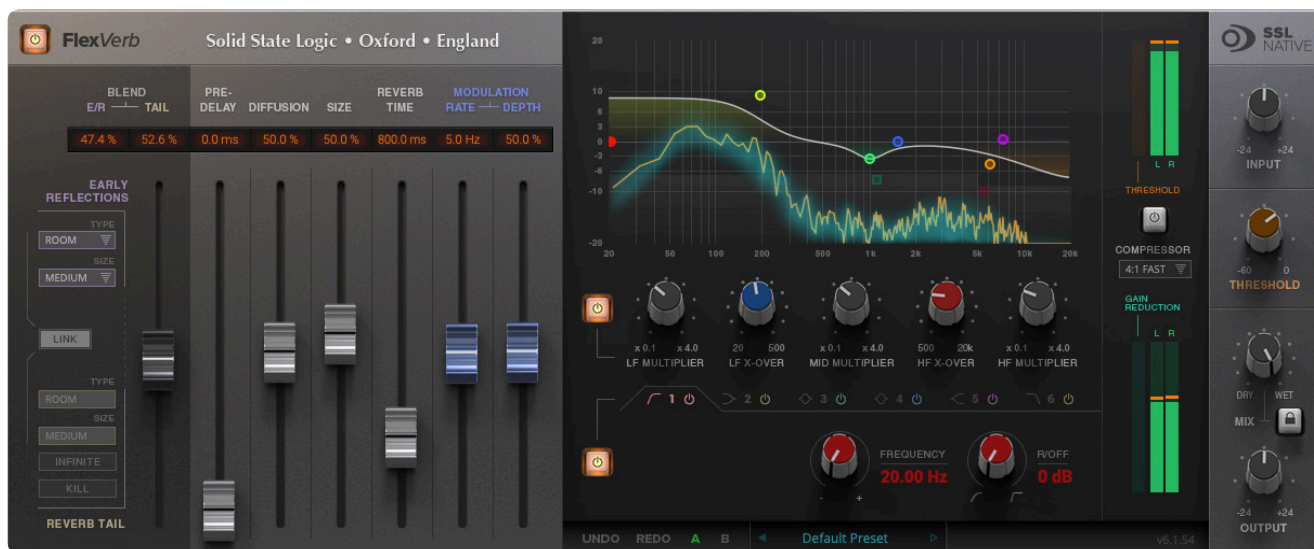 FlexVerb
Solid State Logic • Oxford • England
SSL
NATIVE
BLEND
E/R
TAIL
PRE-
DELAY
DIFFUSION
SIZE
REVERB
TIME
MODULATION
RATE
DEPTH
47.4 %
52.6 %
0.0 ms
50.0 %
50.0 %
800.0 ms
5.0 Hz
50.0 %
EARLY
REFLECTIONS
TYPE
ROOM
SIZE
MEDIUM
LINK
TYPE
ROOM
SIZE
MEDIUM
INFINITE
KILL
REVERB TAIL
20
10
6
3
0
-3
-6
-10
-20
20
50
100
200
500
1k
2k
5k
10k
20k
x 0.1
x 4.0
LF MULTIPLIER
20
500
LF X-OVER
x 0.1
x 4.0
MID MULTIPLIER
500
20k
HF X-OVER
x 0.1
x 4.0
HF MULTIPLIER
1
2
3
4
5
6
FREQUENCY
20.00 Hz
- +
R/OFF
0 dB
UNDO
REDO
A
B
Default Preset
v6.1.54
L R
THRESHOLD
COMPRESSOR
4:1 FAST
GAIN
REDUCTION
L R
-24
+24
INPUT
-60
0
THRESHOLD
DRY
WET
MIX
-24
+24
OUTPUT